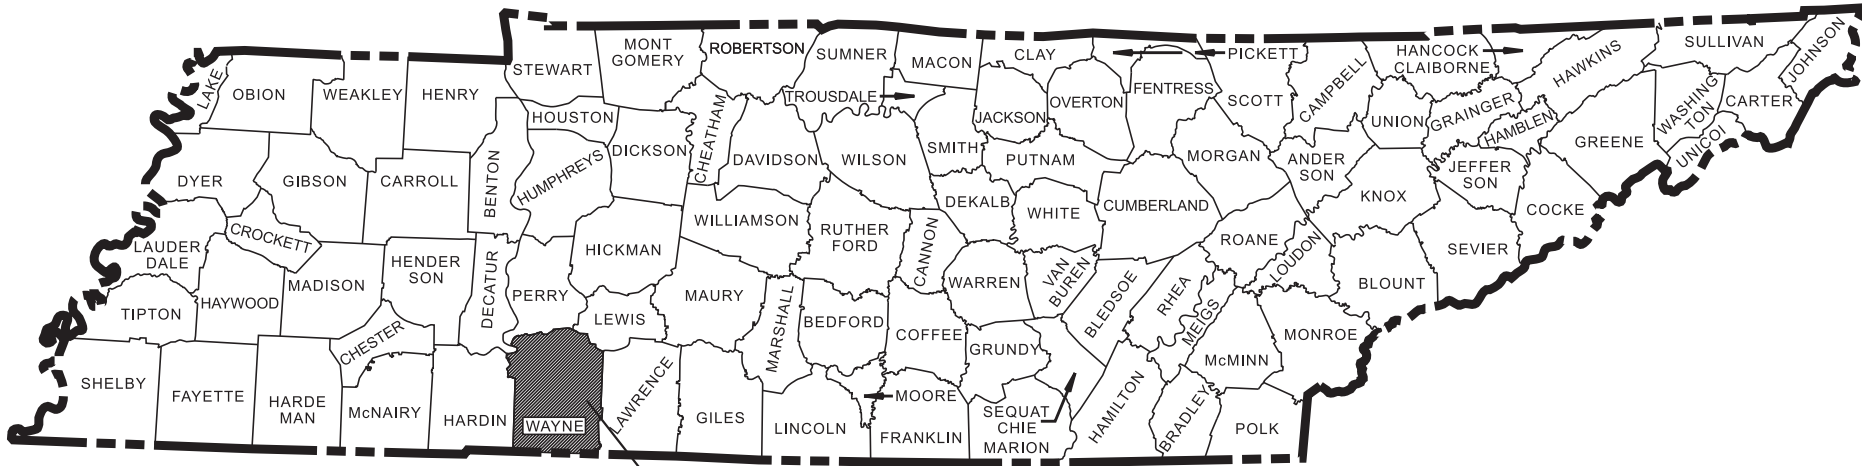 LAKE
OBION
WEAKLEY
HENRY
STEWART
MONT
GOMERY
ROBERTSON
SUMNER
MACON
CLAY
PICKETT
HANCOCK
CLAIBORNE
HAWKINS
SULLIVAN
JOHNSON
TROUSDALE
JACKSON
OVERTON
FENTRESS
SCOTT
CAMPBELL
UNION
GRAINGER
HAMBLEN
WASHING
TON
CARTER
UNICOI
GREENE
HOUSTON
DICKSON
CHEATHAM
DAVIDSON
WILSON
SMITH
PUTNAM
MORGAN
ANDER
SON
KNOX
JEFFER
SON
COCKE
DYER
GIBSON
CARROLL
BENTON
HUMPHREYS
WILLIAMSON
RUTHER
FORD
CANNON
DEKALB
WHITE
CUMBERLAND
ROANE
LOUDON
BLOUNT
SEVIER
LAUDER
DALE
CROCKETT
MADISON
HENDER
SON
DECATUR
PERRY
HICKMAN
LEWIS
MAURY
MARSHALL
BEDFORD
COFFEE
WARREN
VAN
BUREN
BLEDSOE
RHEA
MEIGS
McMINN
MONROE
TIPTON
HAYWOOD
CHESTER
GRUNDY
SHELBY
FAYETTE
HARDE
MAN
McNAIRY
HARDIN
WAYNE
LAWRENCE
GILES
LINCOLN
MOORE
FRANKLIN
SEQUAT
CHIE
MARION
HAMILTON
BRADLEY
POLK